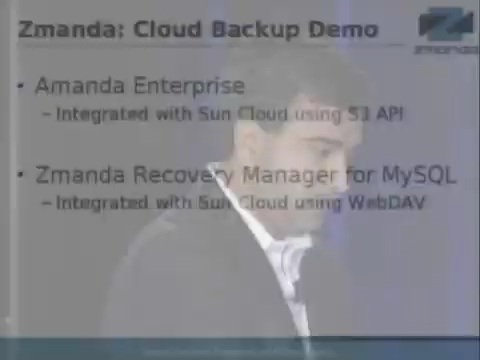 Zmanda: Cloud Backup Demo
zmanda
• Amanda Enterprise
– Integrated with Sun Cloud using S3 API
• Zmanda Recovery Manager for MySQL
– Integrated with Sun Cloud using WebDAV